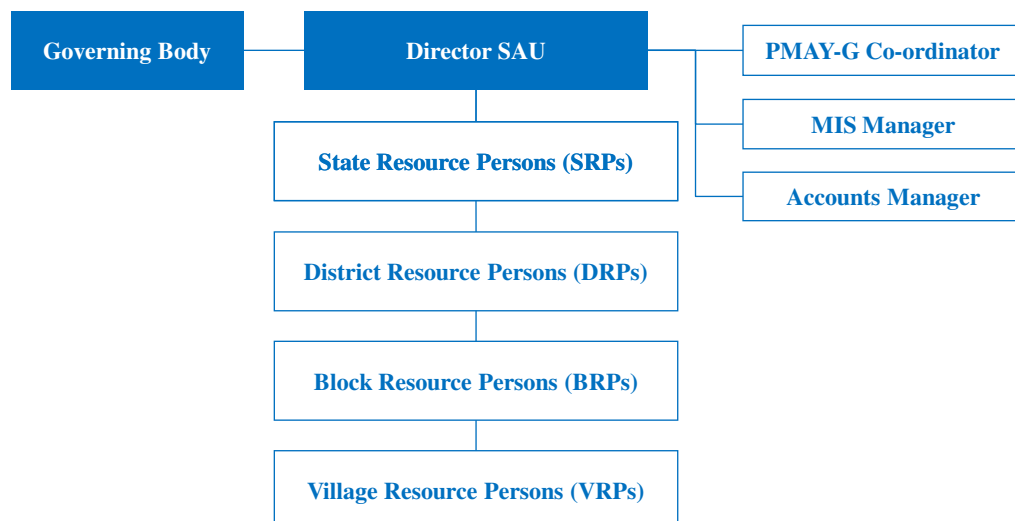 Governing Body
Director SAU
PMAY-G Co-ordinator
MIS Manager
State Resource Persons (SRPs)
Accounts Manager
District Resource Persons (DRPs)
Block Resource Persons (BRPs)
Village Resource Persons (VRPs)